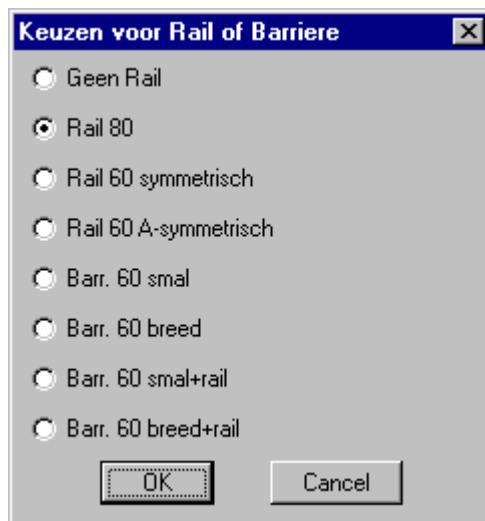 Keuzen voor Rail of Barriere
Geen Rail
Rail 80
Rail 60 symmetrisch
Rail 60 A-symmetrisch
Barr. 60 smal
Barr. 60 breed
Barr. 60 smal+rail
Barr. 60 breed+rail
OK Cancel